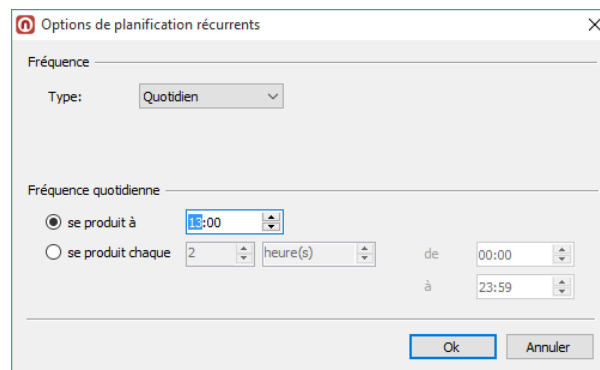 Options de planification récurrents
Fréquence
Type: Quotidien
Fréquence quotidienne
se produit à 13:00
se produit chaque 2 heure(s) de 00:00
à 23:59
Ok Annuler